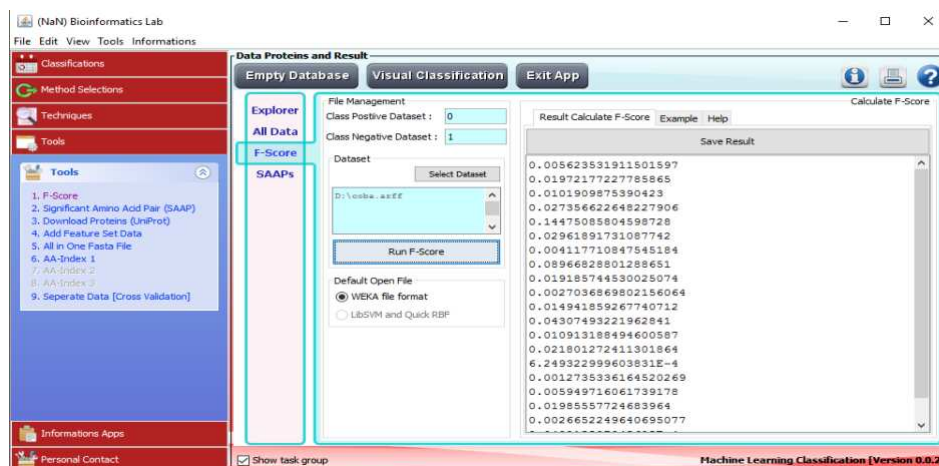 (NaN) Bioinformatics Lab
File Edit View Tools Informations
Classifications
Method Selections
Techniques
Tools
Tools
1. F-Score
2. Significant Amino Acid Pair (SAAP)
3. Download Proteins (UniProt)
4. Add Feature Set Data
5. All in One Fasta File
6. AA-Index 1
7. AA-Index 2
8. AA-Index 3
9. Seperate Data [Cross Validation]
Informations Apps
Personal Contact
Data Proteins and Result
Empty Database
Visual Classification
Exit App
Explorer
All Data
F-Score
SAAPs
File Management
Class Postive Dataset : 0
Class Negative Dataset : 1
Dataset
Select Dataset
Run F-Score
Default Open File
WEKA file format
LibSVM and Quick RBF
Calculate F-Score
Result Calculate F-Score Example Help
Save Result
0.005623531911501597
0.01972177227785865
0.0101909875390423
0.027356622648227906
0.14475085804598728
0.02961891731087742
0.004117710847545184
0.08966828801288651
0.019185744530025074
0.0027036869802156064
0.014941859267740712
0.04307493221962841
0.010913188494600587
0.021801272411301864
6.249322999603831E-4
0.0012735336164520269
0.005949716061739178
0.01985557724683964
0.0026652249640695077
Show task group
Machine Learning Classification [Version 0.0.2